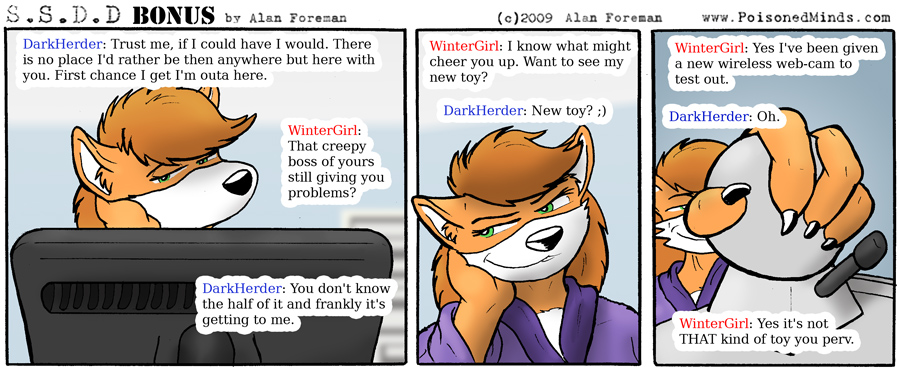 S.S.D.D BONUS by Alan Foreman (c)2009 Alan Foreman www.PoisonedMinds.com
DarkHerder: Trust me, if I could have I would. There
is no place I'd rather be then anywhere but here with
you. First chance I get I'm outa here.
WinterGirl:
That creepy
boss of yours
still giving you
problems?
DarkHerder: You don't know
the half of it and frankly it's
getting to me.
WinterGirl: I know what might
cheer you up. Want to see my
new toy?
DarkHerder: New toy? ;)
WinterGirl: Yes I've been given
a new wireless web-cam to
test out.
DarkHerder: Oh.
WinterGirl: Yes it's not
THAT kind of toy you perv.